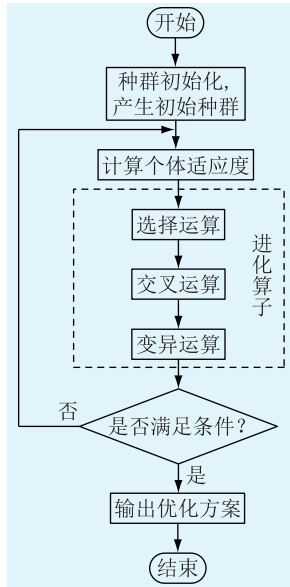 开始
种群初始化,
产生初始种群
计算个体适应度
选择运算
进化算子
交叉运算
变异运算
否
是否满足条件?
是
输出优化方案
结束